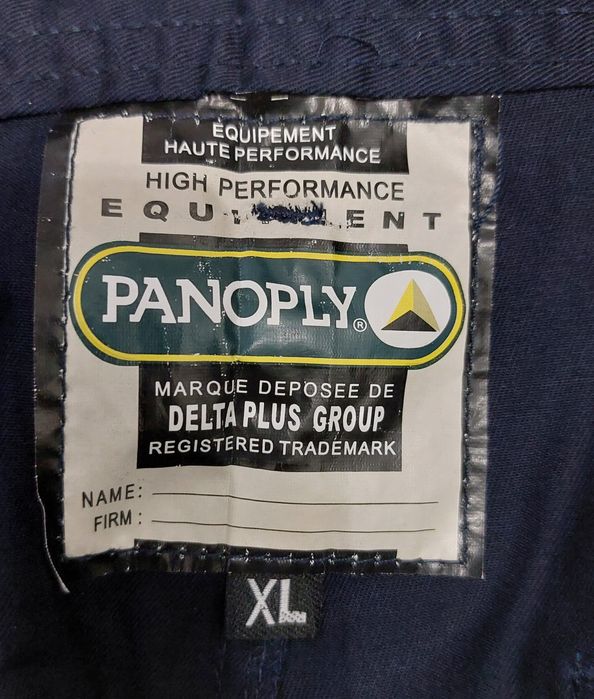 EQUIPEMENT
HAUTE PERFORMANCE
HIGH PERFORMANCE
PANOPLY®
MARQUE DEPOSEE DE
DELTA PLUS GROUP
REGISTERED TRADEMARK
NAME:
FIRM :
XL